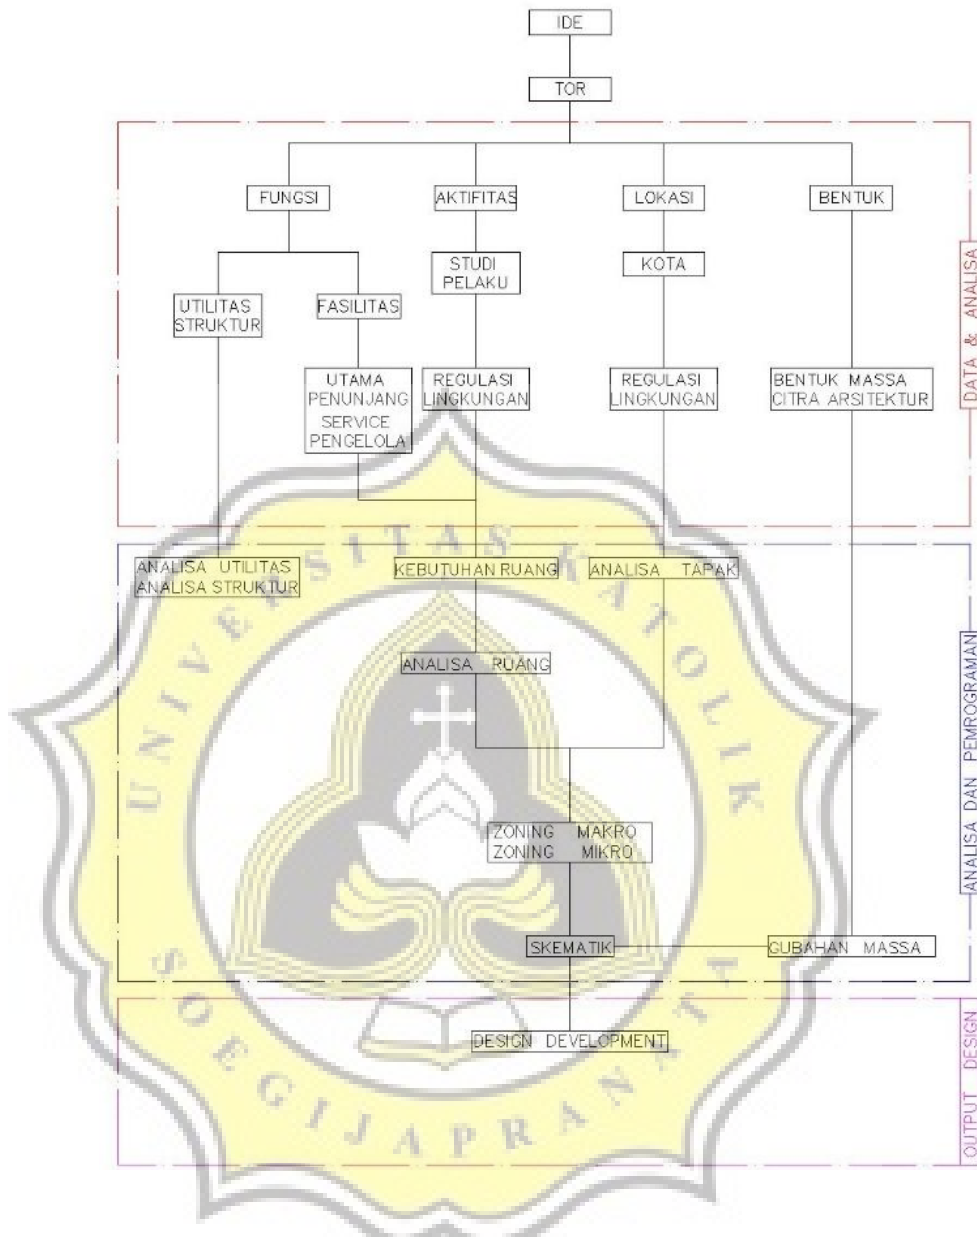 IDE
TOR
FUNGSI
AKTIFITAS
LOKASI
BENTUK
STUDI
PELAKU
KOTA
UTILITAS
STRUKTUR
FASILITAS
UTAMA
PENUNJANG
SERVICE
PENGELOLA
REGULASI
LINGKUNGAN
REGULASI
LINGKUNGAN
BENTUK MASSA
CITRA ARSITEKTUR
DATA & ANALISA
ANALISA UTILITAS
ANALISA STRUKTUR
KEBUTUHAN RUANG
ANALISA TAPAK
ANALISA RUANG
ZONING MAKRO
ZONING MIKRO
SKEMATIK
GUBAHAN MASSA
ANALISA DAN PEMROGRAMAN
DESIGN DEVELOPMENT
OUTPUT DESIGN
UNIVERSITAS KATOLIK
SOEGIJAPRANATA